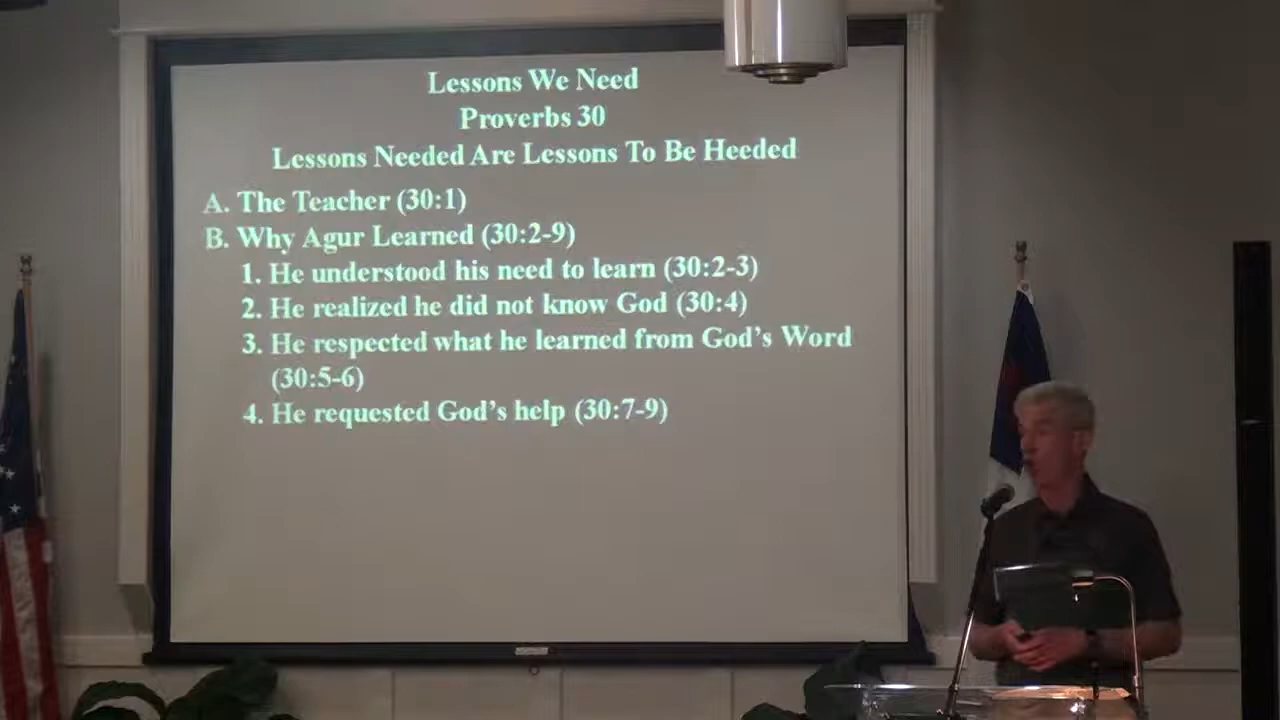 Lessons We Need
Proverbs 30
Lessons Needed Are Lessons To Be Heeded
A. The Teacher (30:1)
B. Why Agur Learned (30:2-9)
1. He understood his need to learn (30:2-3)
2. He realized he did not know God (30:4)
3. He respected what he learned from God's Word
(30:5-6)
4. He requested God's help (30:7-9)